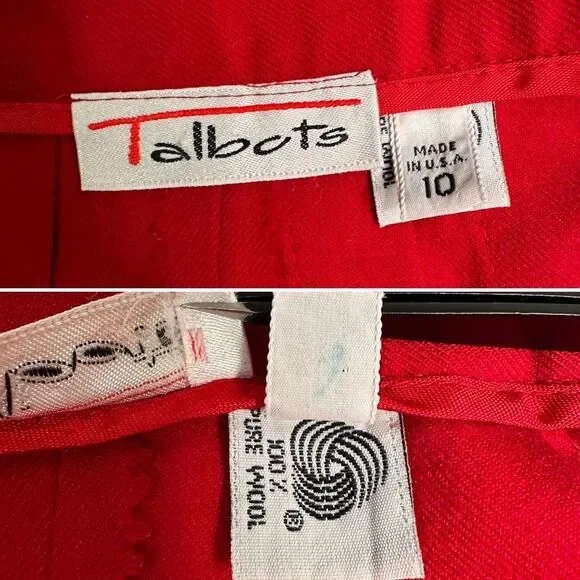 Talbots
MADE
IN U.S.A.
10
100%
PURE WOOL
®